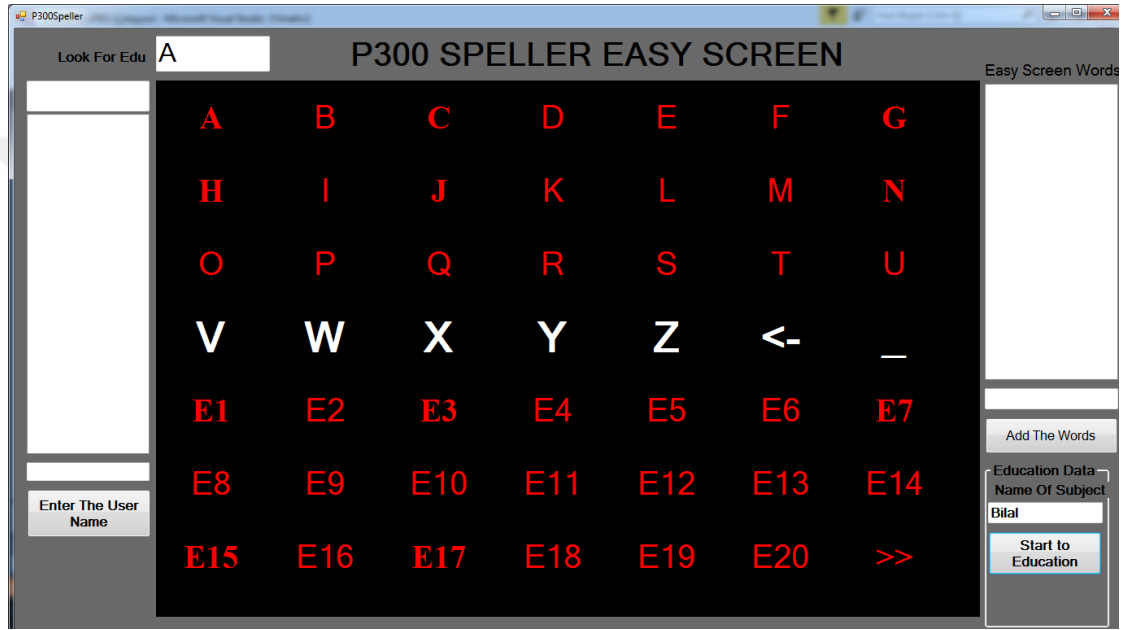 P300Speller
Look For Edu A P300 SPELLER EASY SCREEN
Easy Screen Words
A B C D E F G
H I J K L M N
O P Q R S T U
V W X Y Z <- _
E1 E2 E3 E4 E5 E6 E7
Add The Words
E8 E9 E10 E11 E12 E13 E14
Education Data
Name Of Subject
Bilal
Enter The User
Name
E15 E16 E17 E18 E19 E20 >>
Start to
Education